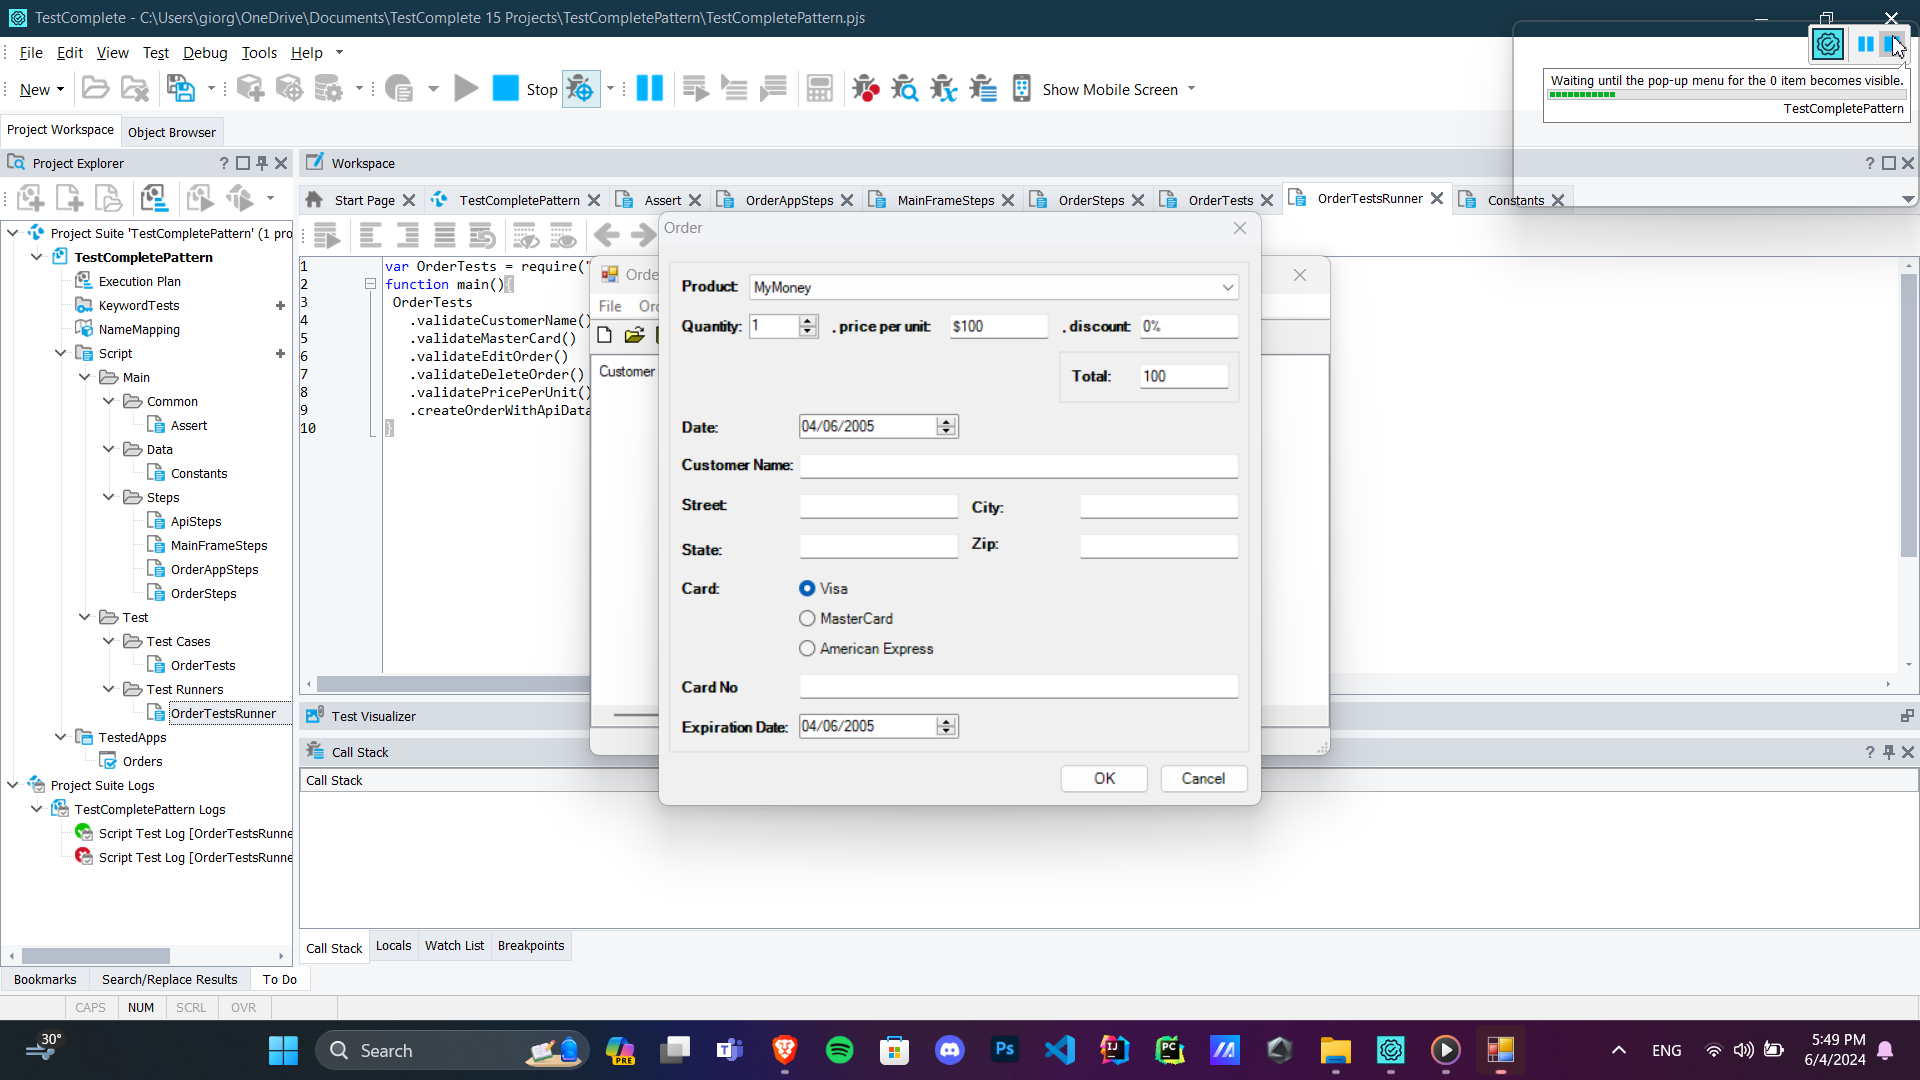 TestComplete - C:\Users\giorg\OneDrive\Documents\TestComplete 15 Projects\TestCompletePattern\TestCompletePattern.pjs
File Edit View Test Debug Tools Help
New Stop Show Mobile Screen
Waiting until the pop-up menu for the 0 item becomes visible.
TestCompletePattern
Project Workspace Object Browser
Project Explorer
Workspace
Start Page TestCompletePattern Assert OrderAppSteps MainFrameSteps OrderSteps OrderTests OrderTestsRunner Constants
Project Suite 'TestCompletePattern' (1 pro
TestCompletePattern
Execution Plan
KeywordTests
NameMapping
Script
Main
Common
Assert
Data
Constants
Steps
ApiSteps
MainFrameSteps
OrderAppSteps
OrderSteps
Test
Test Cases
OrderTests
Test Runners
OrderTestsRunner
TestedApps
Orders
Project Suite Logs
TestCompletePattern Logs
Script Test Log [OrderTestsRunne
Script Test Log [OrderTestsRunne
1 var OrderTests = require("
2 function main(){
3 OrderTests
4 .validateCustomerName()
5 .validateMasterCard()
6 .validateEditOrder()
7 .validateDeleteOrder()
8 .validatePricePerUnit()
9 .createOrderWithApiData
10 }
Orde
File Or
Customer
Order
Product: MyMoney
Quantity: 1 . price per unit: $100 . discount: 0%
Total: 100
Date: 04/06/2005
Customer Name:
Street: City:
State: Zip:
Card: Visa
MasterCard
American Express
Card No
Expiration Date: 04/06/2005
OK Cancel
Test Visualizer
Call Stack
Call Stack
Call Stack Locals Watch List Breakpoints
Bookmarks Search/Replace Results To Do
CAPS NUM SCRL OVR
30°
Search
PRE
Ps
ENG
5:49 PM
6/4/2024